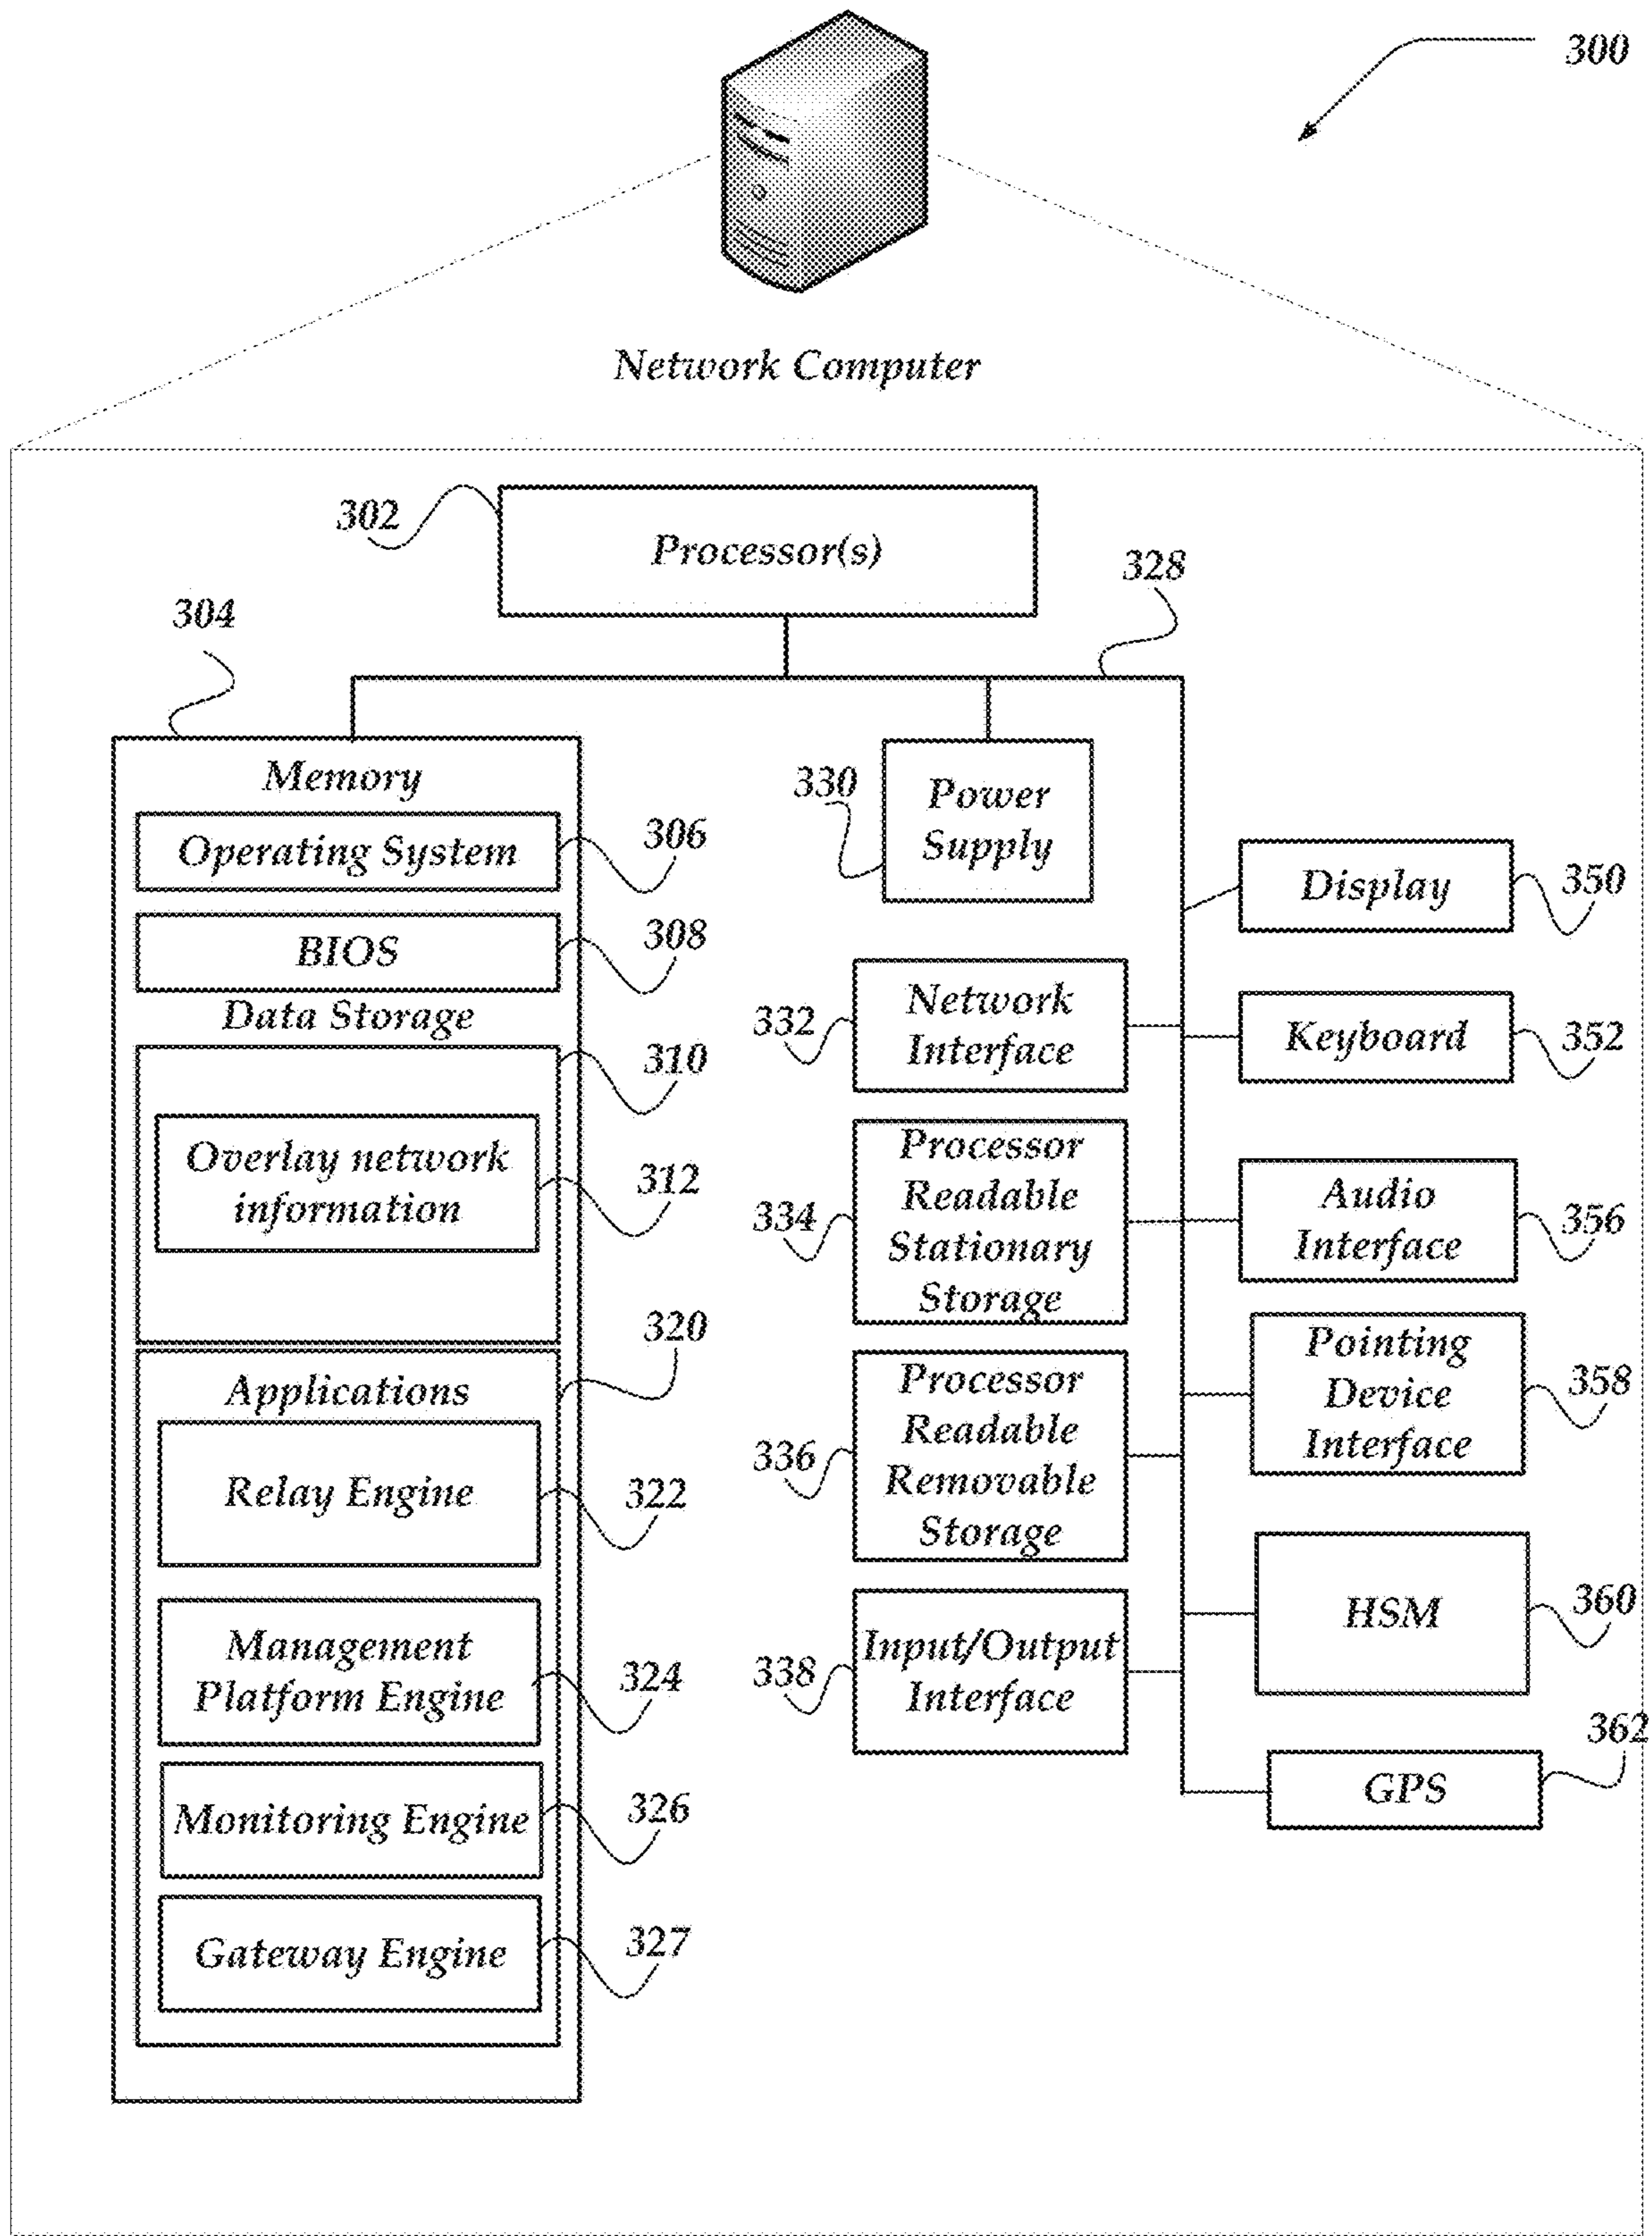 300
Network Computer
302
Processor(s)
328
304
Memory
Operating System
306
BIOS
308
Data Storage
310
Overlay network
information
312
320
Applications
Relay Engine
322
Management
Platform Engine
324
Monitoring Engine
326
Gateway Engine
327
330
Power
Supply
332
Network
Interface
334
Processor
Readable
Stationary
Storage
336
Processor
Readable
Removable
Storage
338
Input/Output
Interface
Display
350
Keyboard
352
Audio
Interface
356
Pointing
Device
Interface
358
HSM
360
362
GPS